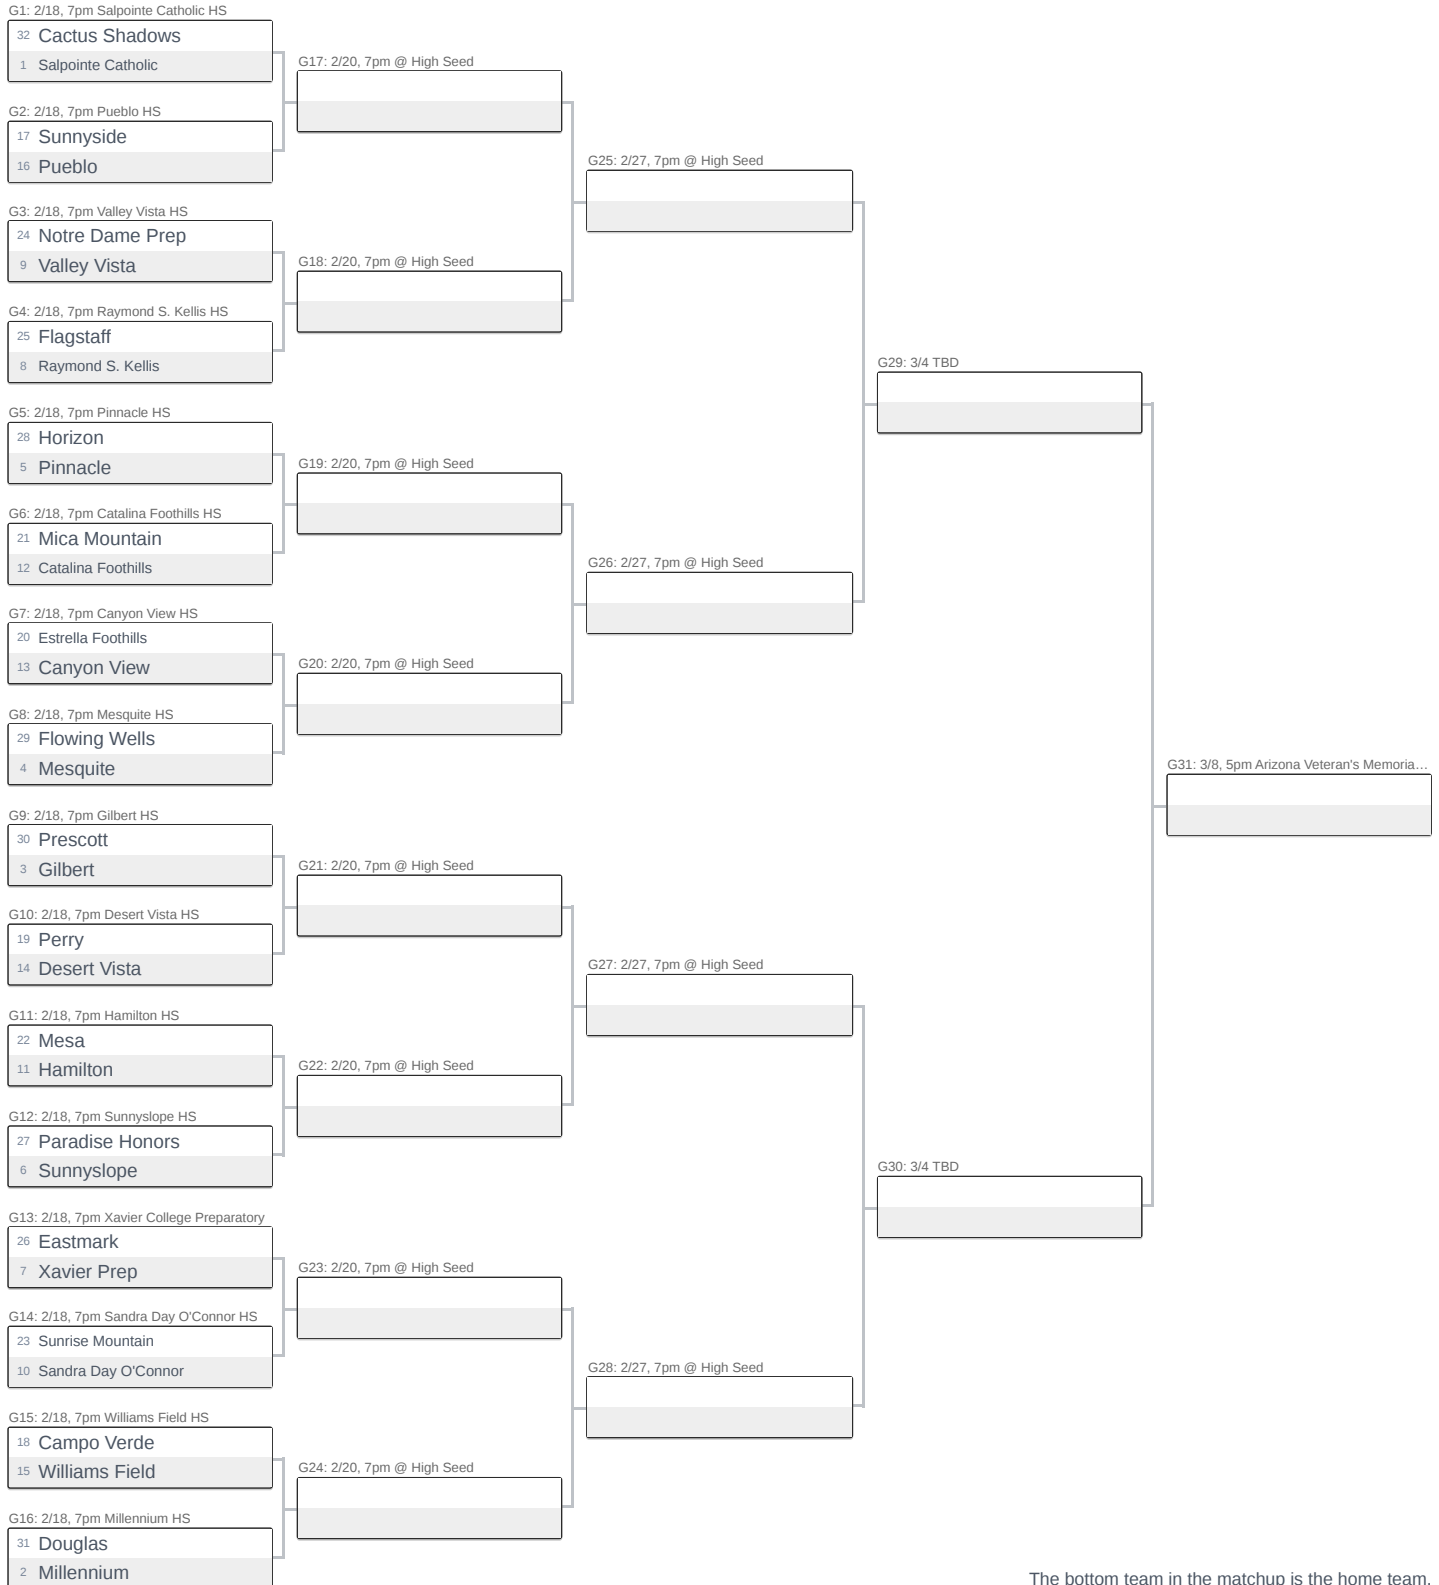 G1: 2/18, 7pm Salpointe Catholic HS
32 Cactus Shadows
1 Salpointe Catholic
G2: 2/18, 7pm Pueblo HS
17 Sunnyside
16 Pueblo
G3: 2/18, 7pm Valley Vista HS
24 Notre Dame Prep
9 Valley Vista
G4: 2/18, 7pm Raymond S. Kellis HS
25 Flagstaff
8 Raymond S. Kellis
G5: 2/18, 7pm Pinnacle HS
28 Horizon
5 Pinnacle
G6: 2/18, 7pm Catalina Foothills HS
21 Mica Mountain
12 Catalina Foothills
G7: 2/18, 7pm Canyon View HS
20 Estrella Foothills
13 Canyon View
G8: 2/18, 7pm Mesquite HS
29 Flowing Wells
4 Mesquite
G9: 2/18, 7pm Gilbert HS
30 Prescott
3 Gilbert
G10: 2/18, 7pm Desert Vista HS
19 Perry
14 Desert Vista
G11: 2/18, 7pm Hamilton HS
22 Mesa
11 Hamilton
G12: 2/18, 7pm Sunnyslope HS
27 Paradise Honors
6 Sunnyslope
G13: 2/18, 7pm Xavier College Preparatory
26 Eastmark
7 Xavier Prep
G14: 2/18, 7pm Sandra Day O'Connor HS
23 Sunrise Mountain
10 Sandra Day O'Connor
G15: 2/18, 7pm Williams Field HS
18 Campo Verde
15 Williams Field
G16: 2/18, 7pm Millennium HS
31 Douglas
2 Millennium
G17: 2/20, 7pm @ High Seed
G18: 2/20, 7pm @ High Seed
G19: 2/20, 7pm @ High Seed
G20: 2/20, 7pm @ High Seed
G21: 2/20, 7pm @ High Seed
G22: 2/20, 7pm @ High Seed
G23: 2/20, 7pm @ High Seed
G24: 2/20, 7pm @ High Seed
G25: 2/27, 7pm @ High Seed
G26: 2/27, 7pm @ High Seed
G27: 2/27, 7pm @ High Seed
G28: 2/27, 7pm @ High Seed
G29: 3/4 TBD
G30: 3/4 TBD
G31: 3/8, 5pm Arizona Veteran's Memoria…
The bottom team in the matchup is the home team.